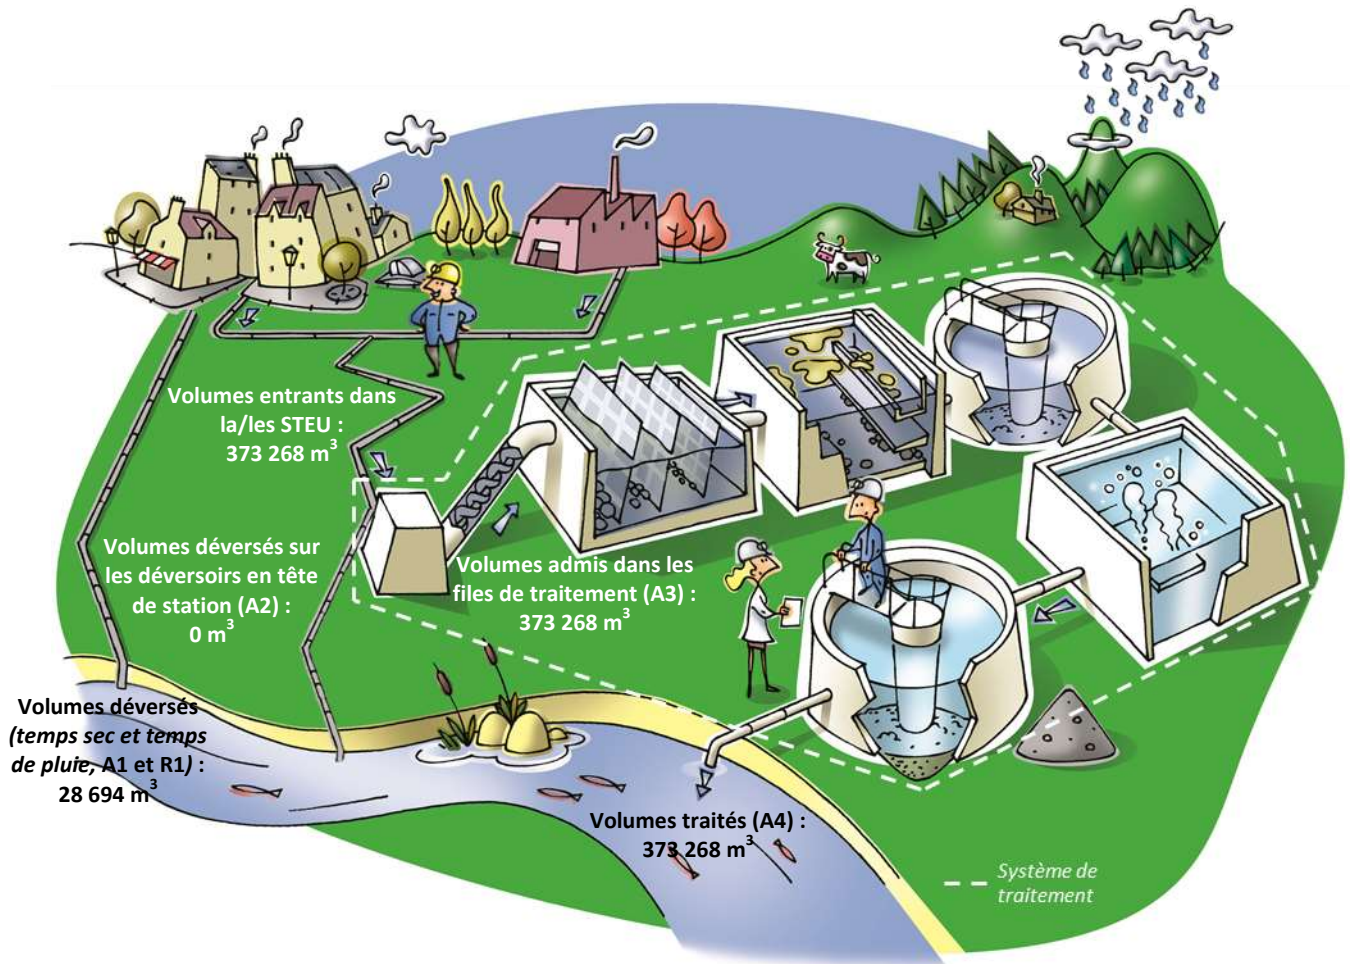 Volumes entrants dans
la/les STEU :
373 268 m³
Volumes déversés sur
les déversoirs en tête
de station (A2) :
0 m³
Volumes admis dans les
files de traitement (A3) :
373 268 m³
Volumes déversés
(temps sec et temps
de pluie, A1 et R1) :
28 694 m³
Volumes traités (A4) :
373 268 m³
Système de
traitement